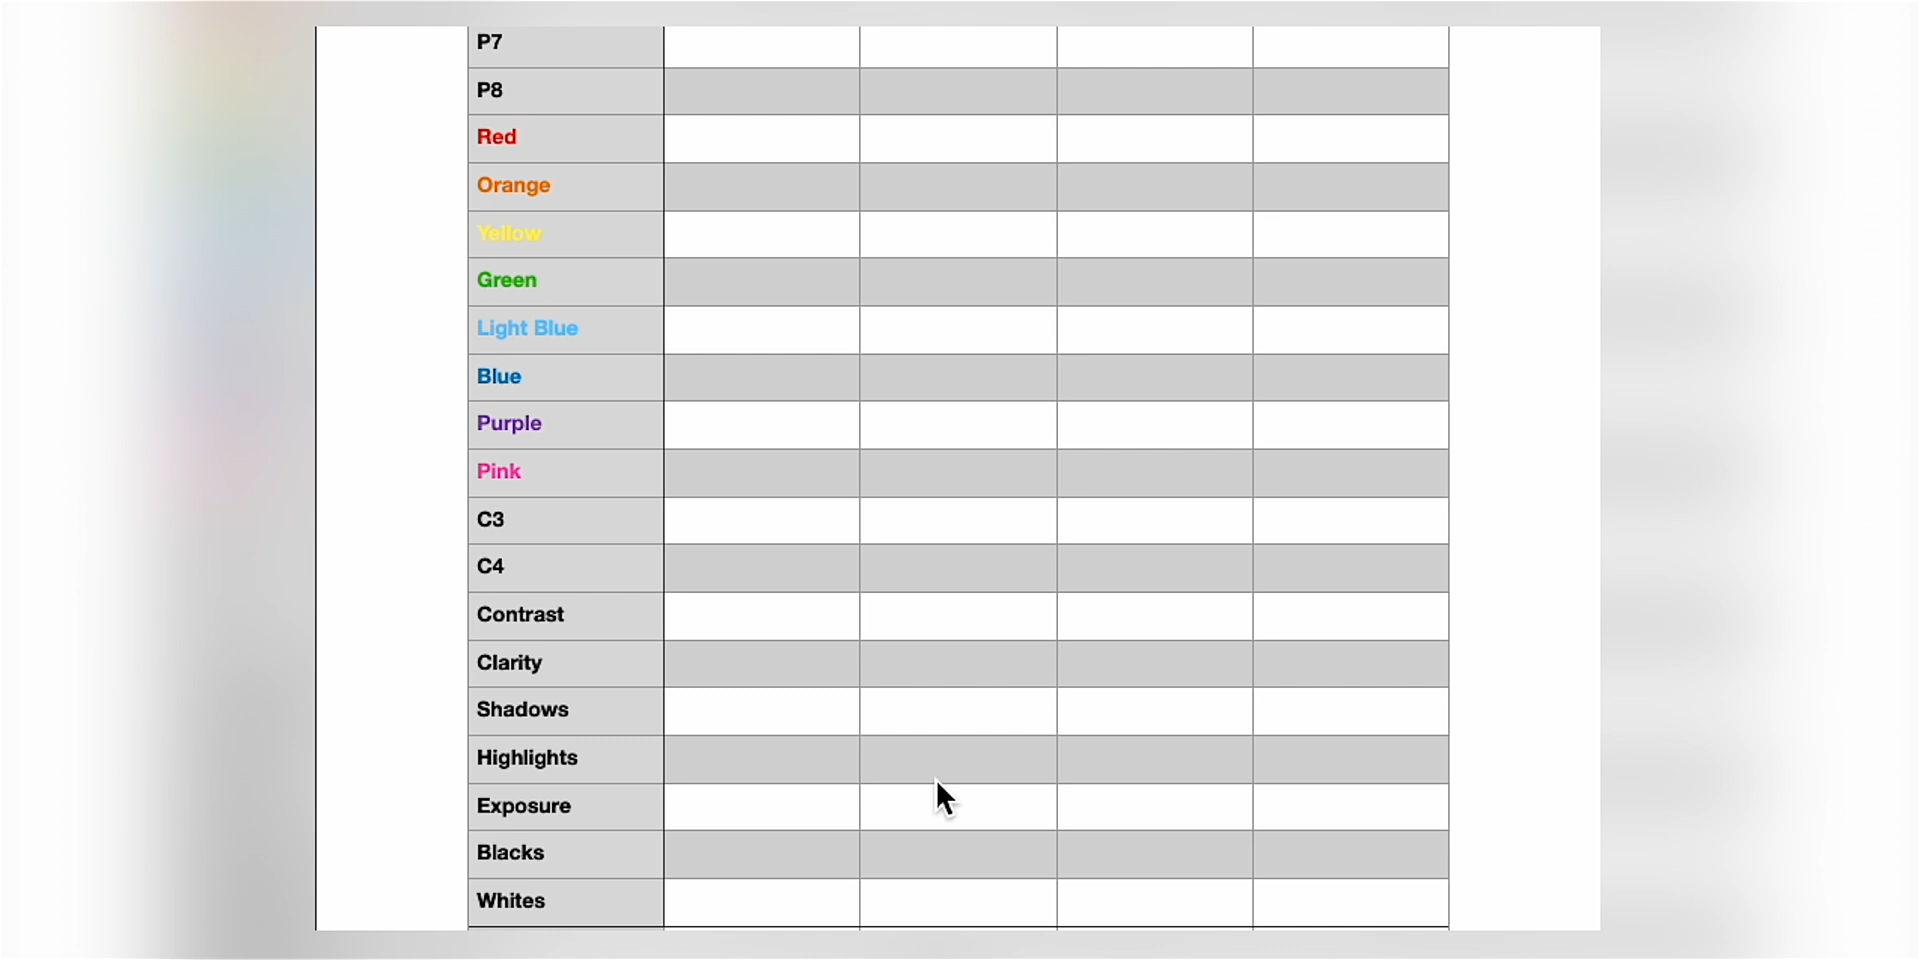 P7
P8
Red
Orange
Yellow
Green
Light Blue
Blue
Purple
Pink
C3
C4
Contrast
Clarity
Shadows
Highlights
Exposure
Blacks
Whites